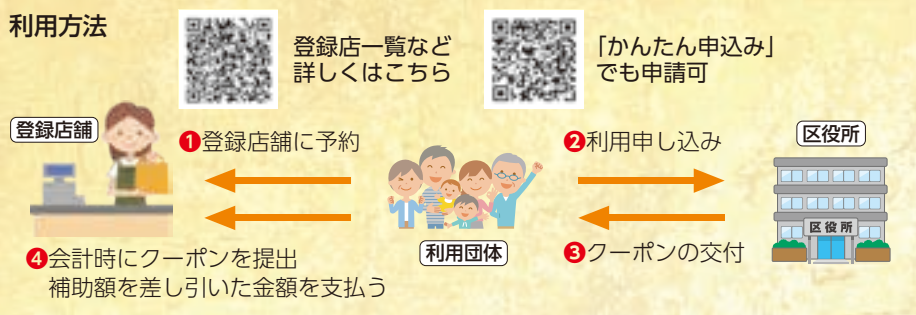 利用方法
登録店一覧など
詳しくはこちら
「かんたん申込み」
でも申請可
登録店舗
❶登録店舗に予約
❷利用申し込み
区役所
区役所
利用団体
❸クーポンの交付
❹会計時にクーポンを提出
補助額を差し引いた金額を支払う